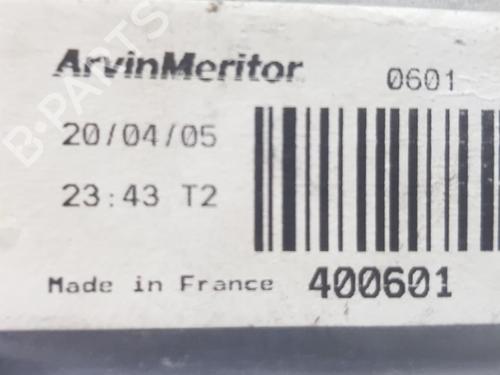 ArvinMeritor 0601
20/04/05
23:43 T2
Made in France 400601
B-PARTS